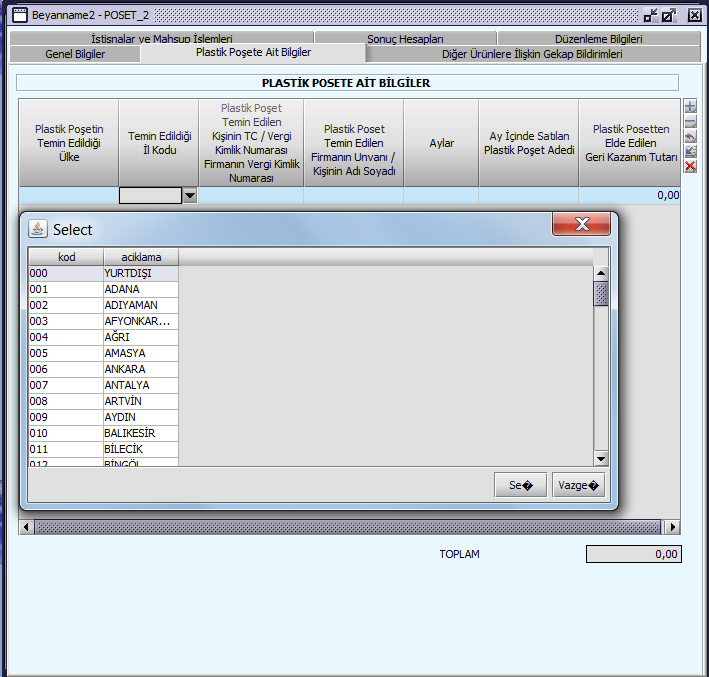 Beyanname2 - POSET_2
İstisnalar ve Mahsup İşlemleri
Sonuç Hesapları
Düzenleme Bilgileri
Genel Bilgiler
Plastik Poşete Ait Bilgiler
Diğer Ürünlere İlişkin Gekap Bildirimleri
PLASTİK POSETE AİT BİLGİLER
Plastik Poşetin
Temin Edildiği
Ülke
Temin Edildiği
İl Kodu
Plastik Poşet
Temin Edilen
Kişinin TC / Vergi
Kimlik Numarası
Firmanın Vergi Kimlik
Numarası
Plastik Poset
Temin Edilen
Firmanın Unvanı /
Kişinin Adı Soyadı
Aylar
Ay İçinde Satılan
Plastik Poşet Adedi
Plastik Posetten
Elde Edilen
Geri Kazanım Tutarı
0,00
Select
kod aciklama
000 YURTDIŞI
001 ADANA
002 ADIYAMAN
003 AFYONKAR...
004 AĞRI
005 AMASYA
006 ANKARA
007 ANTALYA
008 ARTVİN
009 AYDIN
010 BALIKESİR
011 BİLECİK
012 BİNGÖL
Se�
Vazge�
TOPLAM
0,00